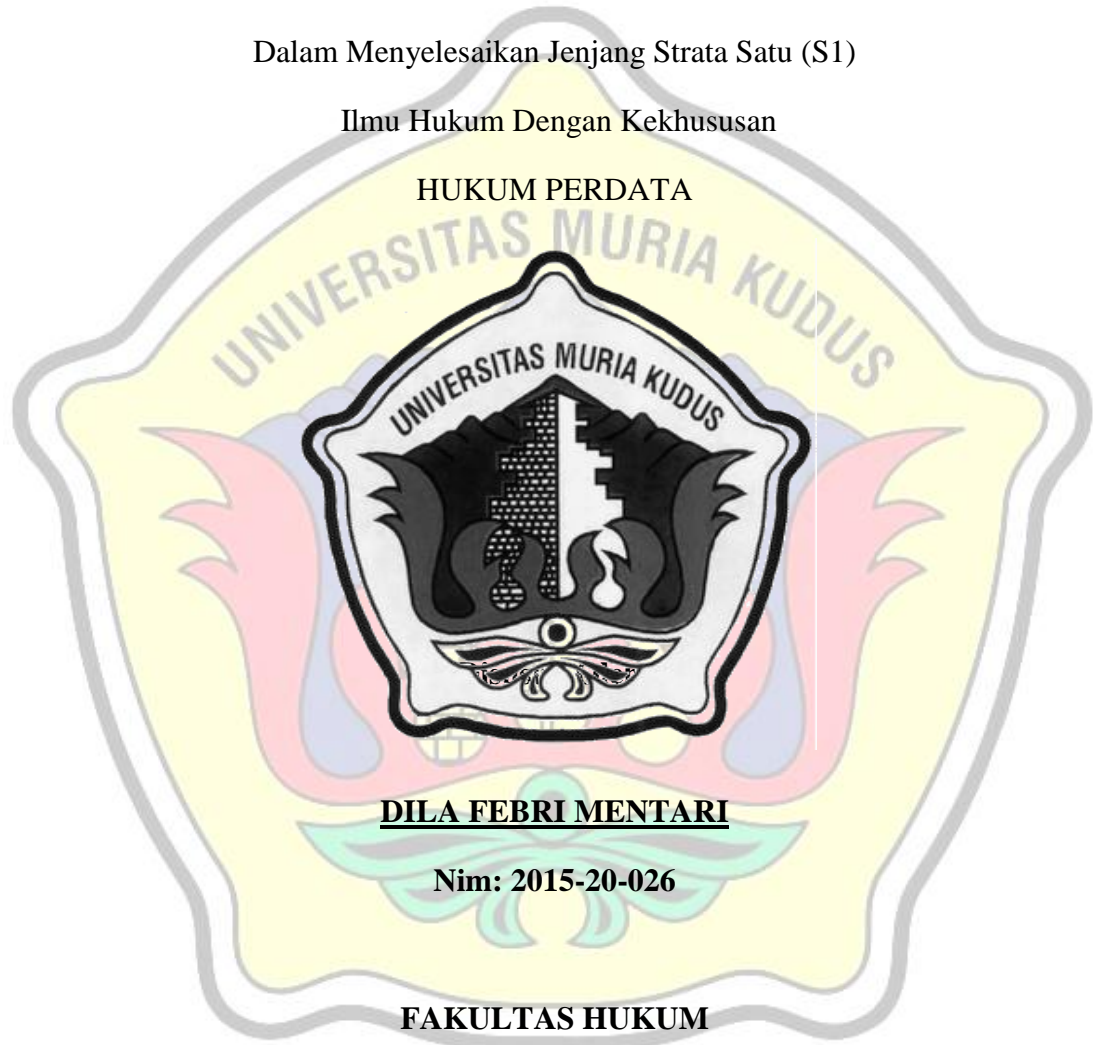 Dalam Menyelesaikan Jenjang Strata Satu (S1)
Ilmu Hukum Dengan Kekhususan
HUKUM PERDATA
UNIVERSITAS MURIA KUDUS
UNIVERSITAS MURIA KUDUS
DILA FEBRI MENTARI
Nim: 2015-20-026
FAKULTAS HUKUM